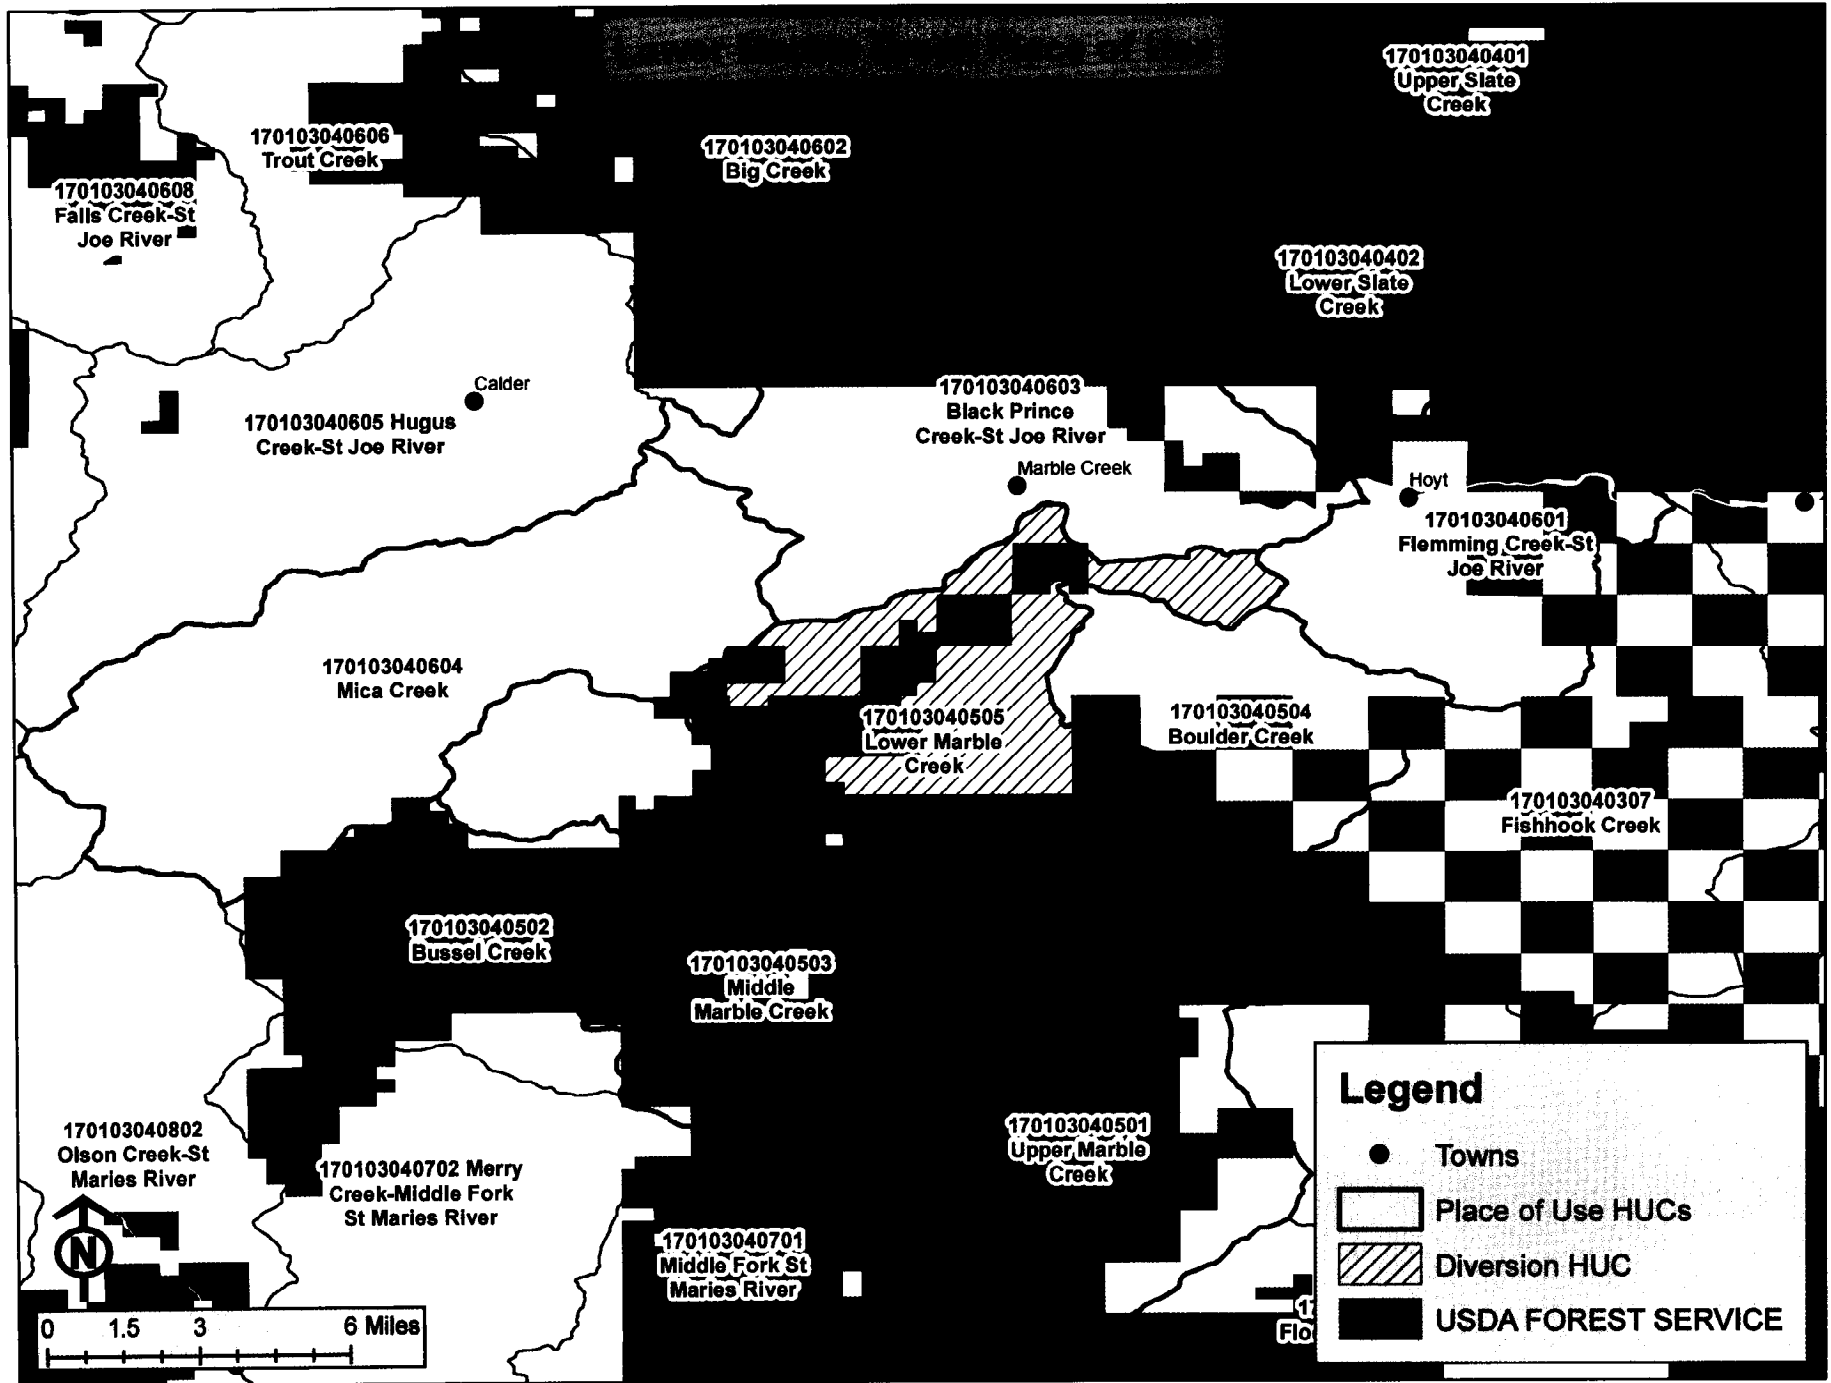 170103040401
Upper Slate
Creek
170103040606
Trout Creek
170103040602
Big Creek
170103040608
Falls Creek-St
Joe River
170103040402
Lower Slate
Creek
Calder
170103040603
Black Prince
Creek-St Joe River
170103040605 Hugus
Creek-St Joe River
Marble Creek
Hoyt
170103040601
Flemming Creek-St
Joe River
170103040604
Mica Creek
170103040505
Lower Marble
Creek
170103040504
Boulder Creek
170103040307
Fishhook Creek
170103040502
Bussel Creek
170103040503
Middle
Marble Creek
170103040802
Olson Creek-St
Maries River
170103040702 Merry
Creek-Middle Fork
St Maries River
170103040501
Upper Marble
Creek
170103040701
Middle Fork St
Maries River
17
Flo
N
0 1.5 3 6 Miles
Legend
Towns
Place of Use HUCs
Diversion HUC
USDA FOREST SERVICE